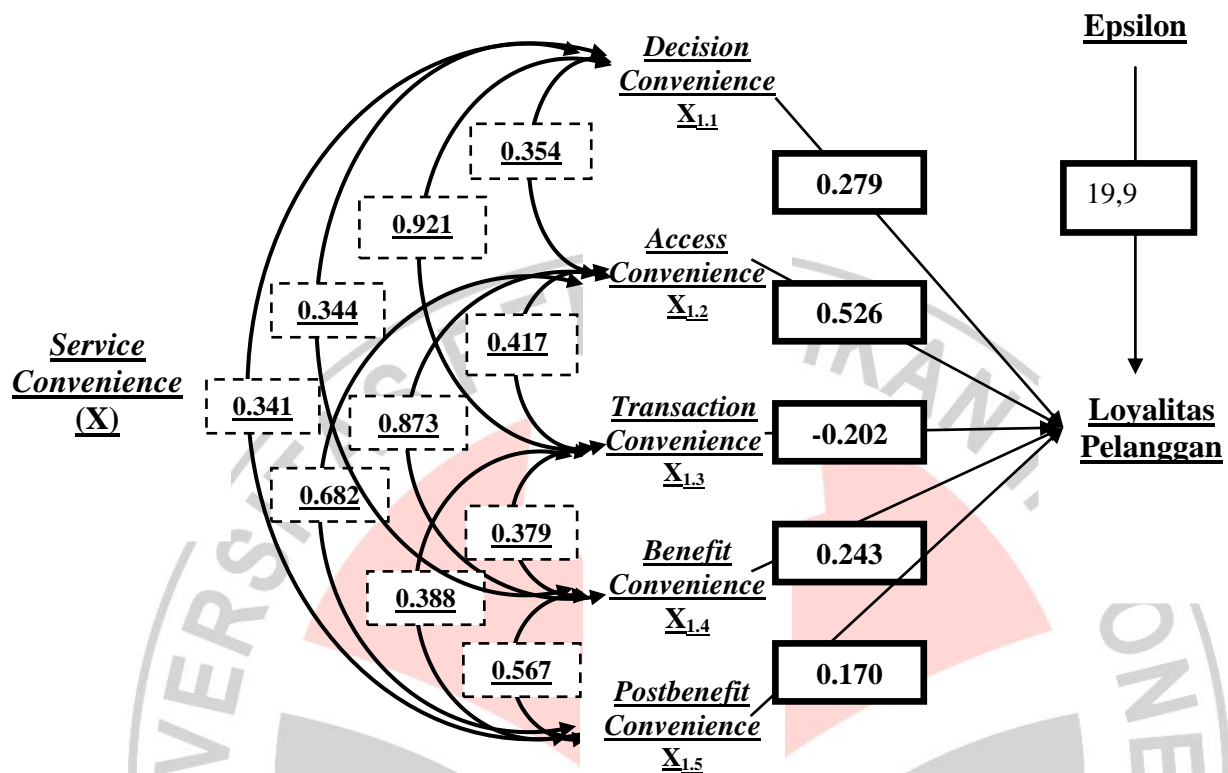 Service
Convenience
(X)
0.341
0.344
0.682
0.921
0.873
0.388
0.354
0.417
0.379
0.567
Decision
Convenience
X1.1
Access
Convenience
X1.2
Transaction
Convenience
X1.3
Benefit
Convenience
X1.4
Postbenefit
Convenience
X1.5
0.279
0.526
-0.202
0.243
0.170
Epsilon
19,9
Loyalitas
Pelanggan